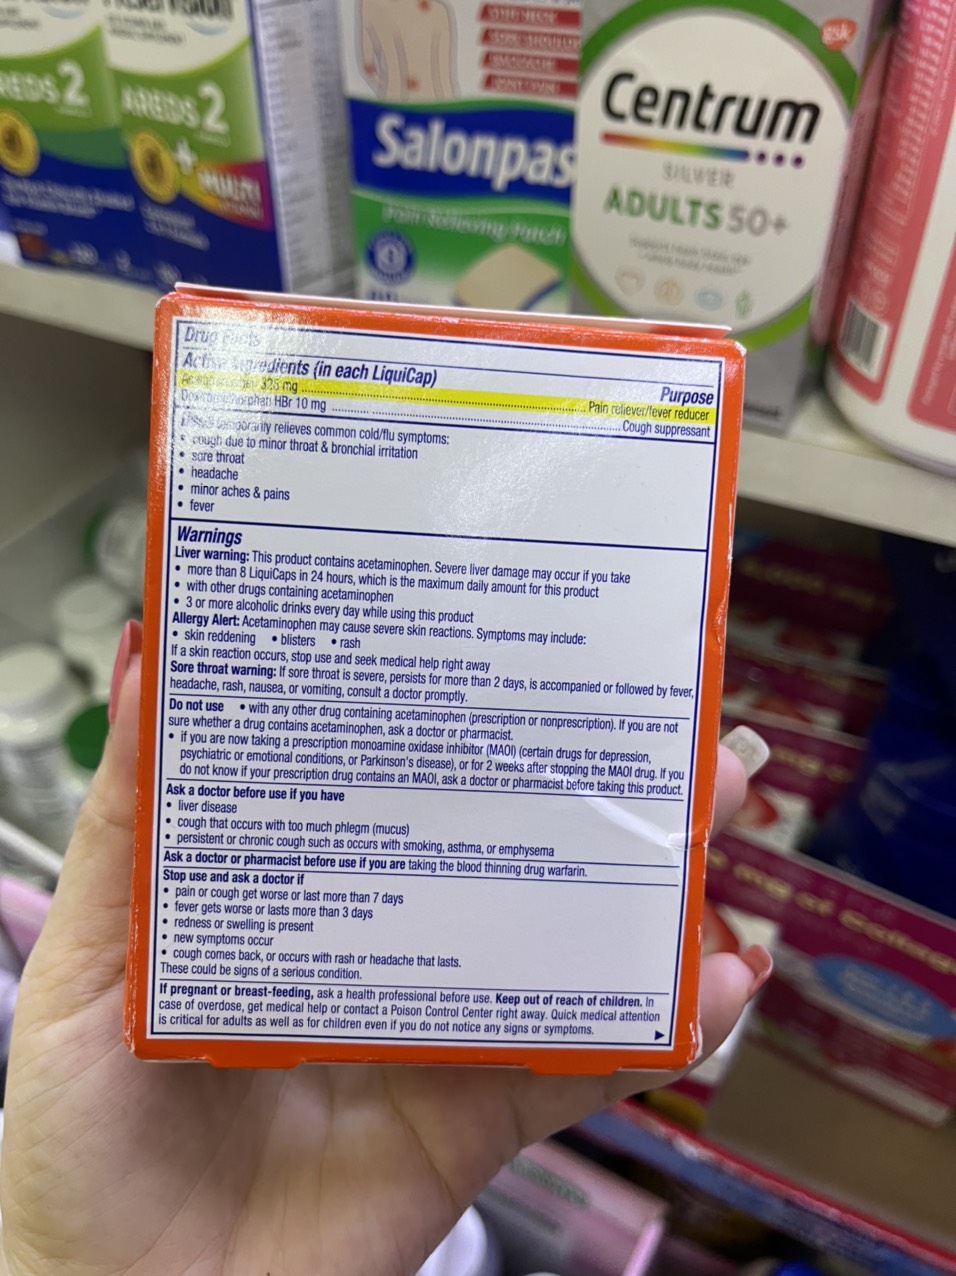 AREDS 2
AREDS 2
+
MULTI
Salonpas
Pain Relieving Patch
gsk
Centrum
SILVER
ADULTS 50+
Drug Facts
Active ingredients (in each LiquiCap)
Purpose
Acetaminophen 325 mg ........ Pain reliever/fever reducer
Dextromethorphan HBr 10 mg ........ Cough suppressant
Uses temporarily relieves common cold/flu symptoms:
• cough due to minor throat & bronchial irritation
• sore throat
• headache
• minor aches & pains
• fever
Warnings
Liver warning: This product contains acetaminophen. Severe liver damage may occur if you take
• more than 8 LiquiCaps in 24 hours, which is the maximum daily amount for this product
• with other drugs containing acetaminophen
• 3 or more alcoholic drinks every day while using this product
Allergy Alert: Acetaminophen may cause severe skin reactions. Symptoms may include:
• skin reddening • blisters • rash
If a skin reaction occurs, stop use and seek medical help right away
Sore throat warning: If sore throat is severe, persists for more than 2 days, is accompanied or followed by fever,
headache, rash, nausea, or vomiting, consult a doctor promptly.
Do not use • with any other drug containing acetaminophen (prescription or nonprescription). If you are not
sure whether a drug contains acetaminophen, ask a doctor or pharmacist.
• if you are now taking a prescription monoamine oxidase inhibitor (MAOI) (certain drugs for depression,
psychiatric or emotional conditions, or Parkinson's disease), or for 2 weeks after stopping the MAOI drug. If you
do not know if your prescription drug contains an MAOI, ask a doctor or pharmacist before taking this product.
Ask a doctor before use if you have
• liver disease
• cough that occurs with too much phlegm (mucus)
• persistent or chronic cough such as occurs with smoking, asthma, or emphysema
Ask a doctor or pharmacist before use if you are taking the blood thinning drug warfarin.
Stop use and ask a doctor if
• pain or cough get worse or last more than 7 days
• fever gets worse or lasts more than 3 days
• redness or swelling is present
• new symptoms occur
• cough comes back, or occurs with rash or headache that lasts.
These could be signs of a serious condition.
If pregnant or breast-feeding, ask a health professional before use. Keep out of reach of children. In
case of overdose, get medical help or contact a Poison Control Center right away. Quick medical attention
is critical for adults as well as for children even if you do not notice any signs or symptoms.